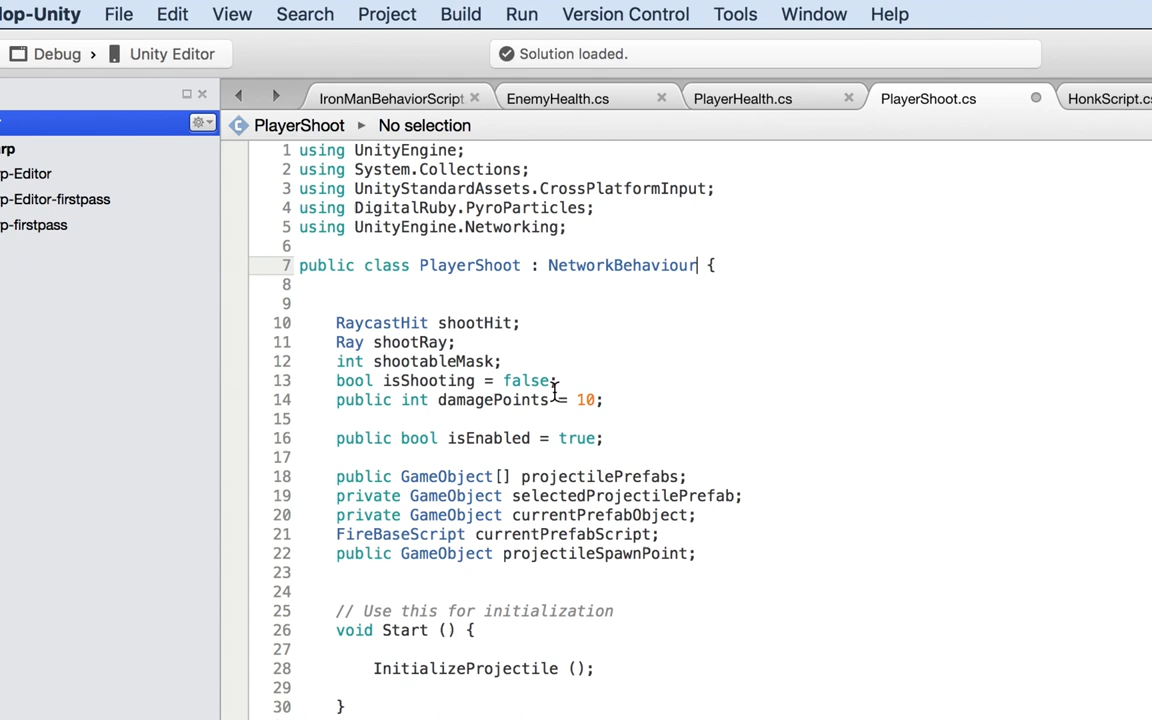 lop-Unity File Edit View Search Project Build Run Version Control Tools Window Help
Debug › Unity Editor Solution loaded.
IronManBehaviorScript EnemyHealth.cs PlayerHealth.cs PlayerShoot.cs HonkScript.cs
PlayerShoot ▸ No selection
rp
p-Editor
p-Editor-firstpass
p-firstpass
1 using UnityEngine;
2 using System.Collections;
3 using UnityStandardAssets.CrossPlatformInput;
4 using DigitalRuby.PyroParticles;
5 using UnityEngine.Networking;
6
7 public class PlayerShoot : NetworkBehaviour {
8
9
10 RaycastHit shootHit;
11 Ray shootRay;
12 int shootableMask;
13 bool isShooting = false;
14 public int damagePoints = 10;
15
16 public bool isEnabled = true;
17
18 public GameObject[] projectilePrefabs;
19 private GameObject selectedProjectilePrefab;
20 private GameObject currentPrefabObject;
21 FireBaseScript currentPrefabScript;
22 public GameObject projectileSpawnPoint;
23
24
25 // Use this for initialization
26 void Start () {
27
28 InitializeProjectile ();
29
30 }